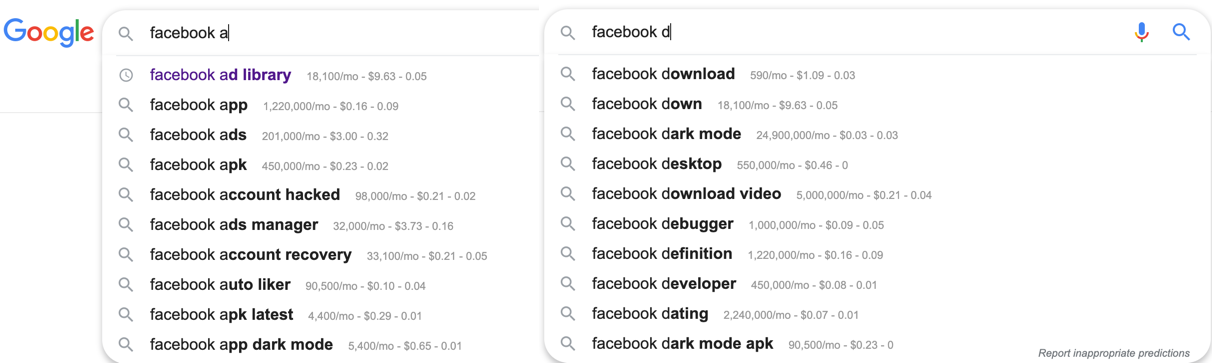 Google
facebook a
facebook ad library 18,100/mo - $9.63 - 0.05
facebook app 1,220,000/mo - $0.16 - 0.09
facebook ads 201,000/mo - $3.00 - 0.32
facebook apk 450,000/mo - $0.23 - 0.02
facebook account hacked 98,000/mo - $0.21 - 0.02
facebook ads manager 32,000/mo - $3.73 - 0.16
facebook account recovery 33,100/mo - $0.21 - 0.05
facebook auto liker 90,500/mo - $0.10 - 0.04
facebook apk latest 4,400/mo - $0.29 - 0.01
facebook app dark mode 5,400/mo - $0.65 - 0.01
facebook d
facebook download 590/mo - $1.09 - 0.03
facebook down 18,100/mo - $9.63 - 0.05
facebook dark mode 24,900,000/mo - $0.03 - 0.03
facebook desktop 550,000/mo - $0.46 - 0
facebook download video 5,000,000/mo - $0.21 - 0.04
facebook debugger 1,000,000/mo - $0.09 - 0.05
facebook definition 1,220,000/mo - $0.16 - 0.09
facebook developer 450,000/mo - $0.08 - 0.01
facebook dating 2,240,000/mo - $0.07 - 0.01
facebook dark mode apk 90,500/mo - $0.23 - 0
Report inappropriate predictions